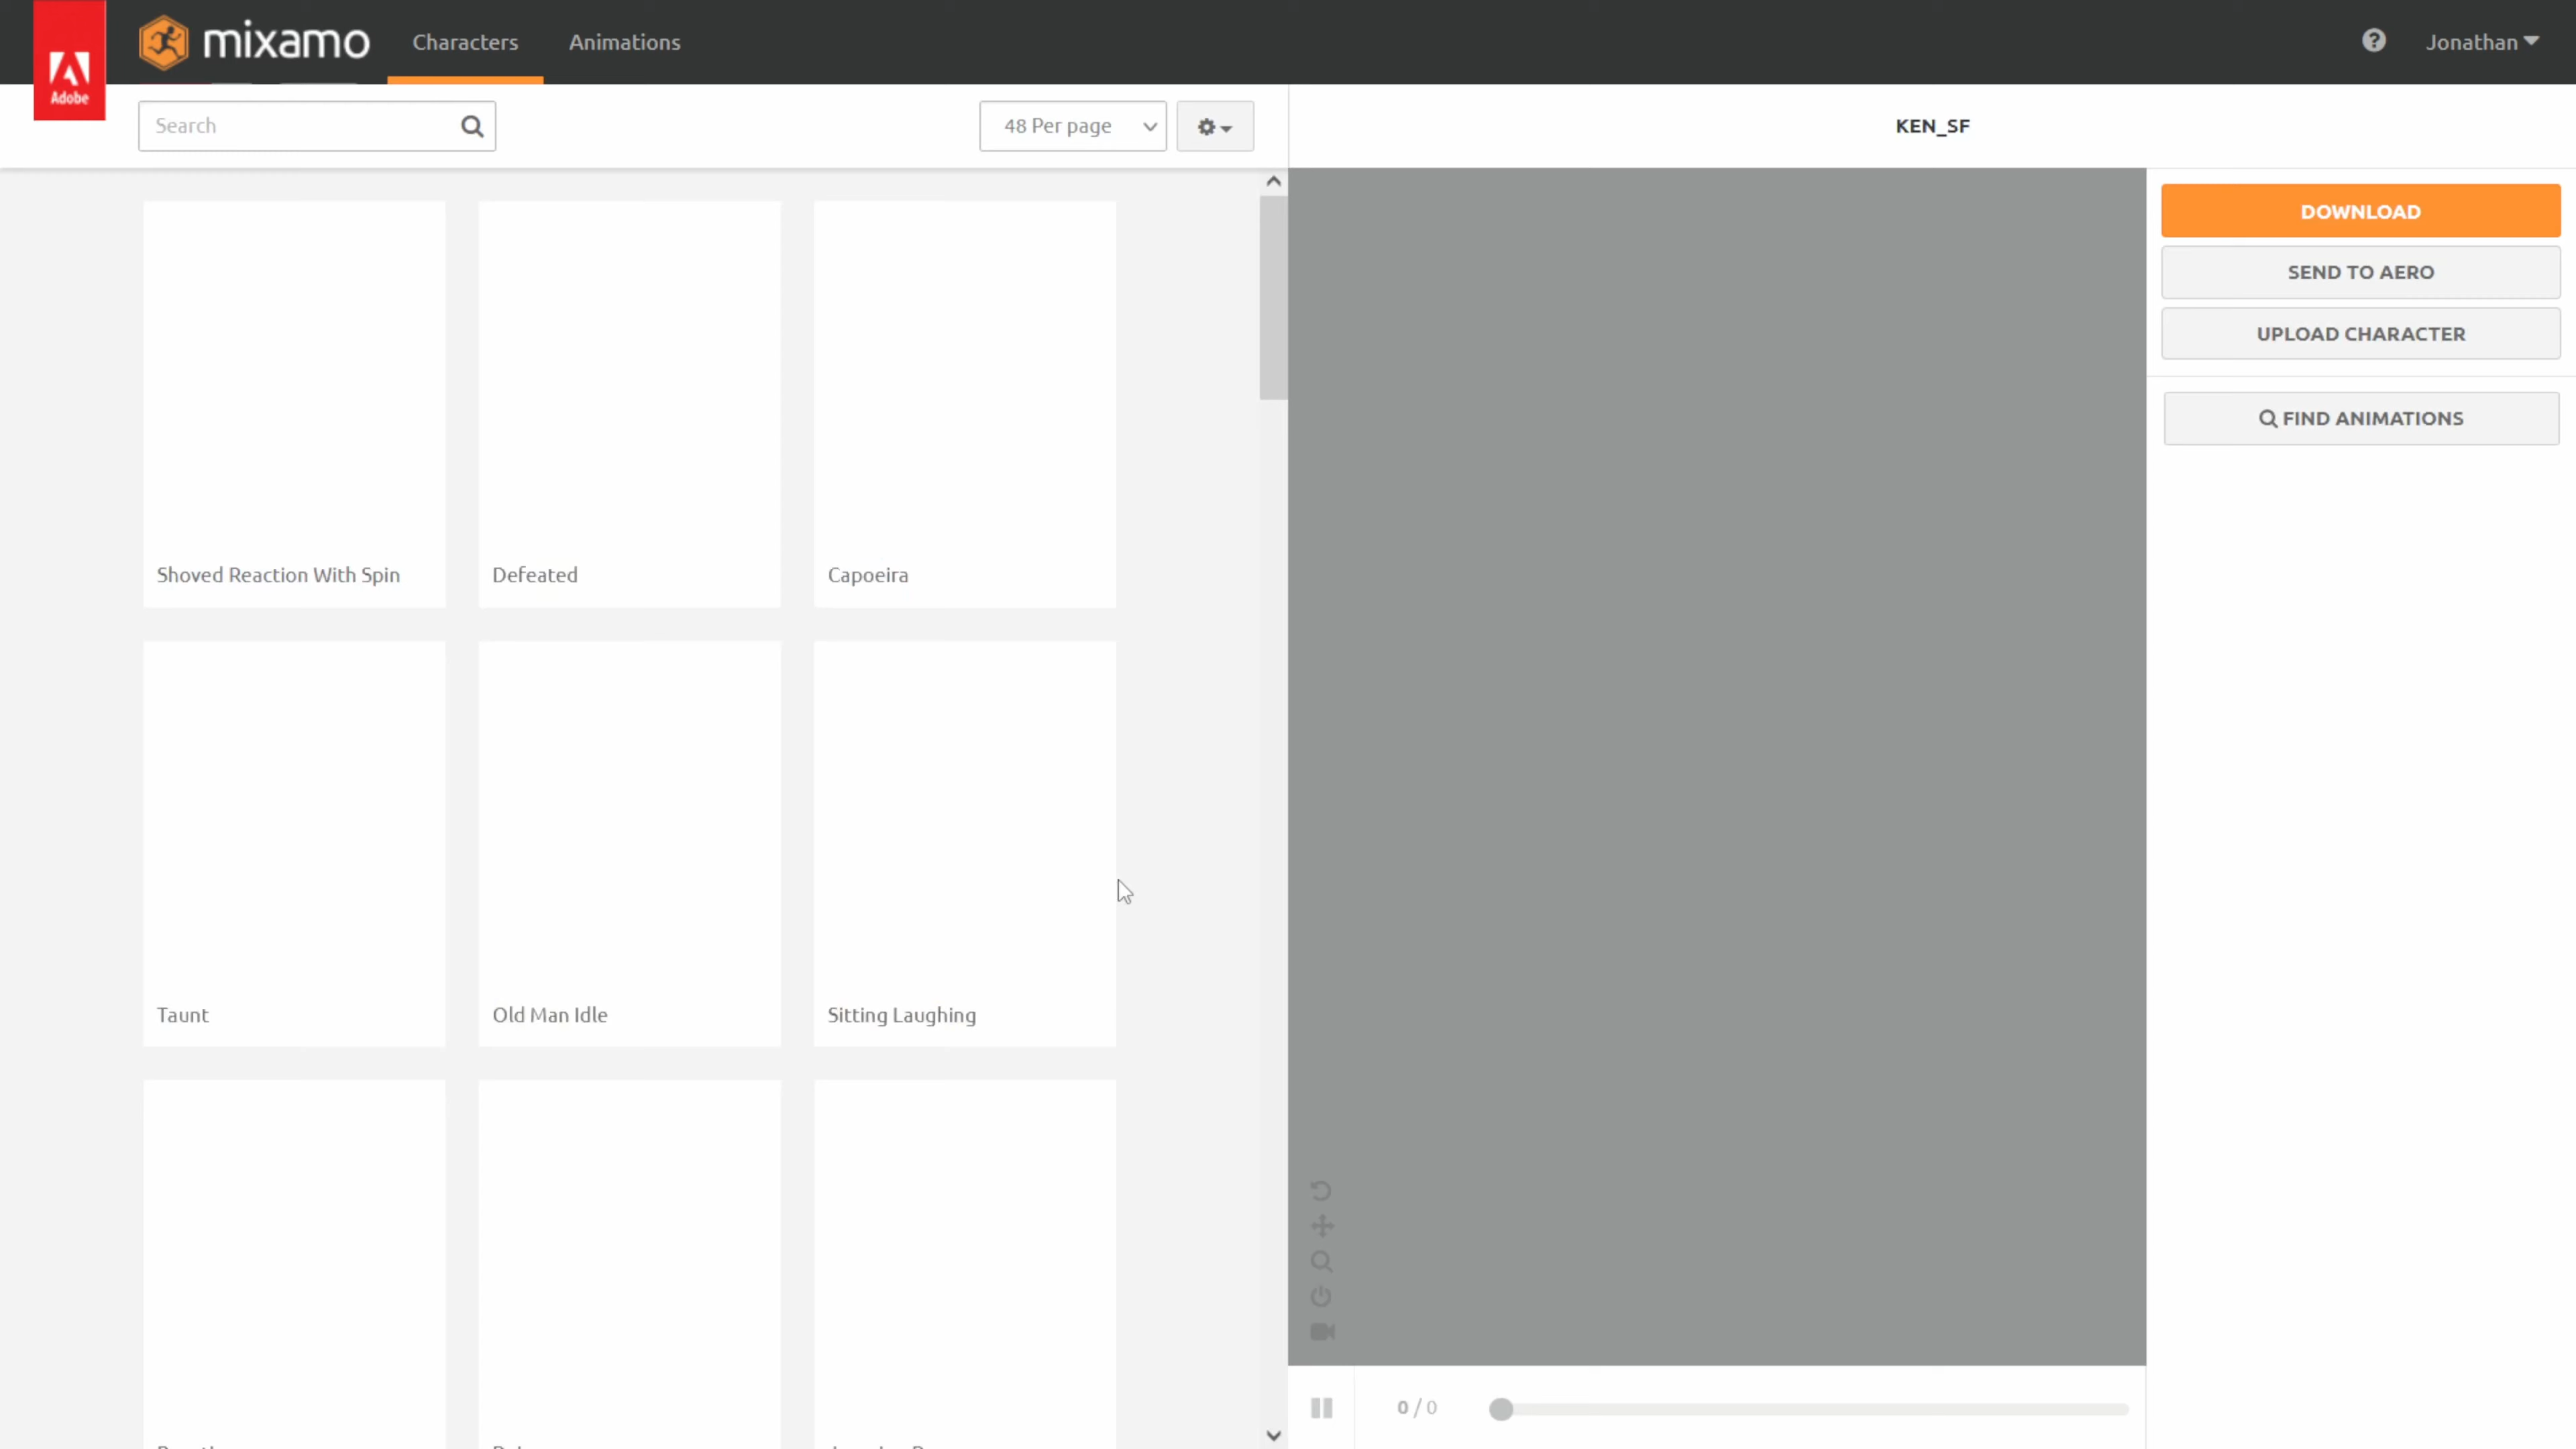 Adobe
mixamo
Characters
Animations
Jonathan
Search
48 Per page
KEN_SF
DOWNLOAD
SEND TO AERO
UPLOAD CHARACTER
FIND ANIMATIONS
Shoved Reaction With Spin
Defeated
Capoeira
Taunt
Old Man Idle
Sitting Laughing
0 / 0